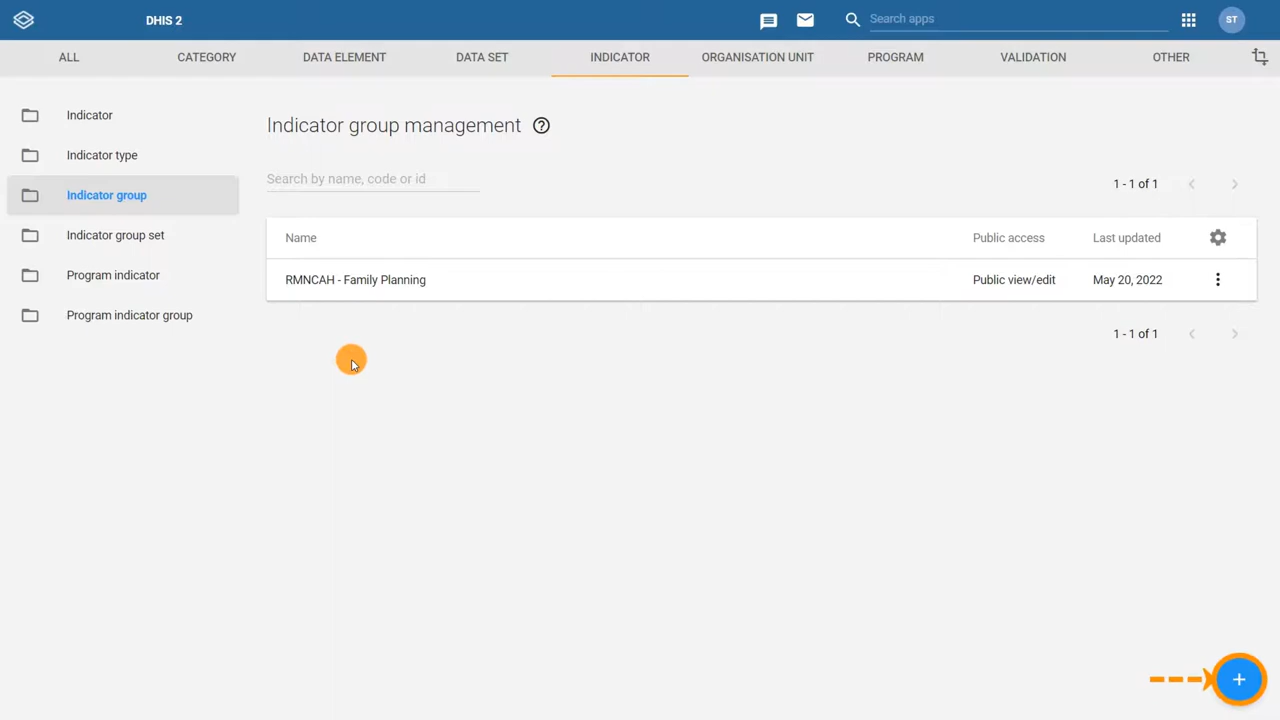 DHIS 2
Search apps
ST
ALL
CATEGORY
DATA ELEMENT
DATA SET
INDICATOR
ORGANISATION UNIT
PROGRAM
VALIDATION
OTHER
Indicator
Indicator type
Indicator group
Indicator group set
Program indicator
Program indicator group
Indicator group management
Search by name, code or id
1 - 1 of 1
Name Public access Last updated
RMNCAH - Family Planning Public view/edit May 20, 2022
1 - 1 of 1